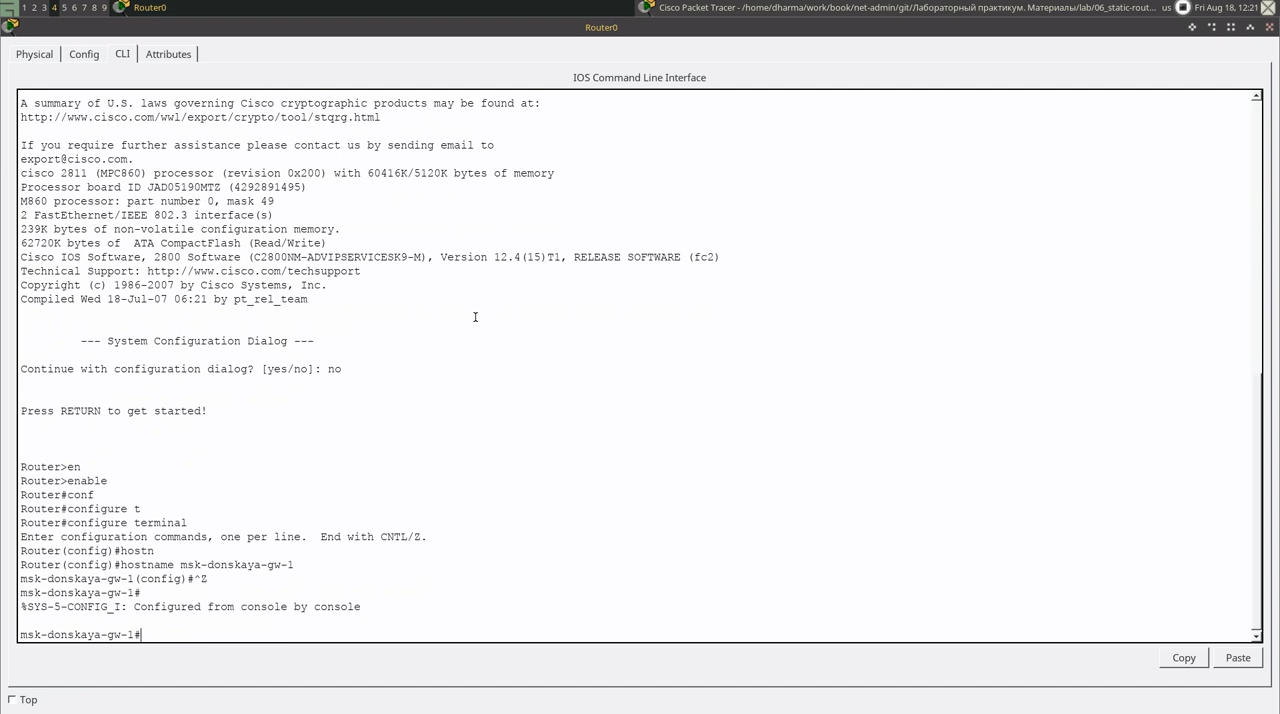 1 2 3 4 5 6 7 8 9 Router0 Cisco Packet Tracer - /home/dharma/work/book/net-admin/git/Лабораторный практикум. Материалы/lab/06_static-rout... us Fri Aug 18, 12:21
Router0
Physical Config CLI Attributes
IOS Command Line Interface
A summary of U.S. laws governing Cisco cryptographic products may be found at:
http://www.cisco.com/wwl/export/crypto/tool/stqrg.html
If you require further assistance please contact us by sending email to
export@cisco.com.
cisco 2811 (MPC860) processor (revision 0x200) with 60416K/5120K bytes of memory
Processor board ID JAD05190MTZ (4292891495)
M860 processor: part number 0, mask 49
2 FastEthernet/IEEE 802.3 interface(s)
239K bytes of non-volatile configuration memory.
62720K bytes of  ATA CompactFlash (Read/Write)
Cisco IOS Software, 2800 Software (C2800NM-ADVIPSERVICESK9-M), Version 12.4(15)T1, RELEASE SOFTWARE (fc2)
Technical Support: http://www.cisco.com/techsupport
Copyright (c) 1986-2007 by Cisco Systems, Inc.
Compiled Wed 18-Jul-07 06:21 by pt_rel_team
--- System Configuration Dialog ---
Continue with configuration dialog? [yes/no]: no
Press RETURN to get started!
Router>en
Router>enable
Router#conf
Router#configure t
Router#configure terminal
Enter configuration commands, one per line.  End with CNTL/Z.
Router(config)#hostn
Router(config)#hostname msk-donskaya-gw-1
msk-donskaya-gw-1(config)#^Z
msk-donskaya-gw-1#
%SYS-5-CONFIG_I: Configured from console by console
msk-donskaya-gw-1#
Copy Paste
Top